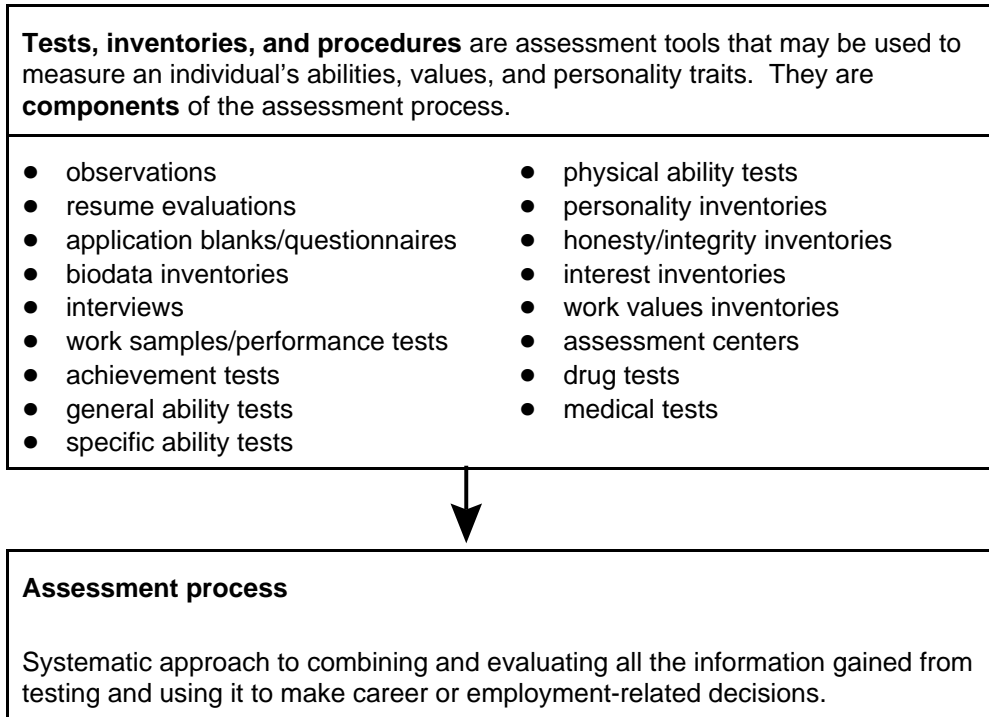 Tests, inventories, and procedures are assessment tools that may be used to
measure an individual's abilities, values, and personality traits.  They are
components of the assessment process.
● observations
● resume evaluations
● application blanks/questionnaires
● biodata inventories
● interviews
● work samples/performance tests
● achievement tests
● general ability tests
● specific ability tests
● physical ability tests
● personality inventories
● honesty/integrity inventories
● interest inventories
● work values inventories
● assessment centers
● drug tests
● medical tests
Assessment process
Systematic approach to combining and evaluating all the information gained from
testing and using it to make career or employment-related decisions.